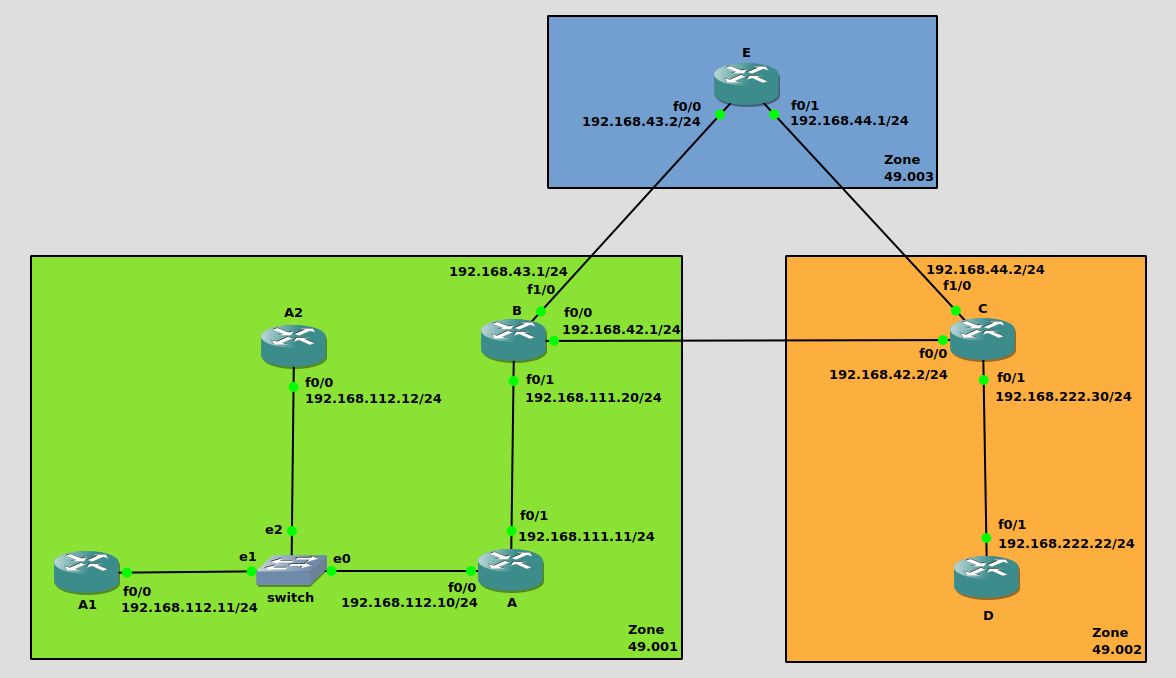 E
f0/0
192.168.43.2/24
f0/1
192.168.44.1/24
Zone
49.003
192.168.43.1/24
f1/0
B
f0/0
192.168.42.1/24
A2
f0/0
192.168.112.12/24
f0/1
192.168.111.20/24
f0/1
192.168.111.11/24
e2
e1
e0
switch
A1
f0/0
192.168.112.11/24
f0/0
192.168.112.10/24
A
Zone
49.001
192.168.44.2/24
f1/0
C
f0/0
192.168.42.2/24
f0/1
192.168.222.30/24
f0/1
192.168.222.22/24
D
Zone
49.002